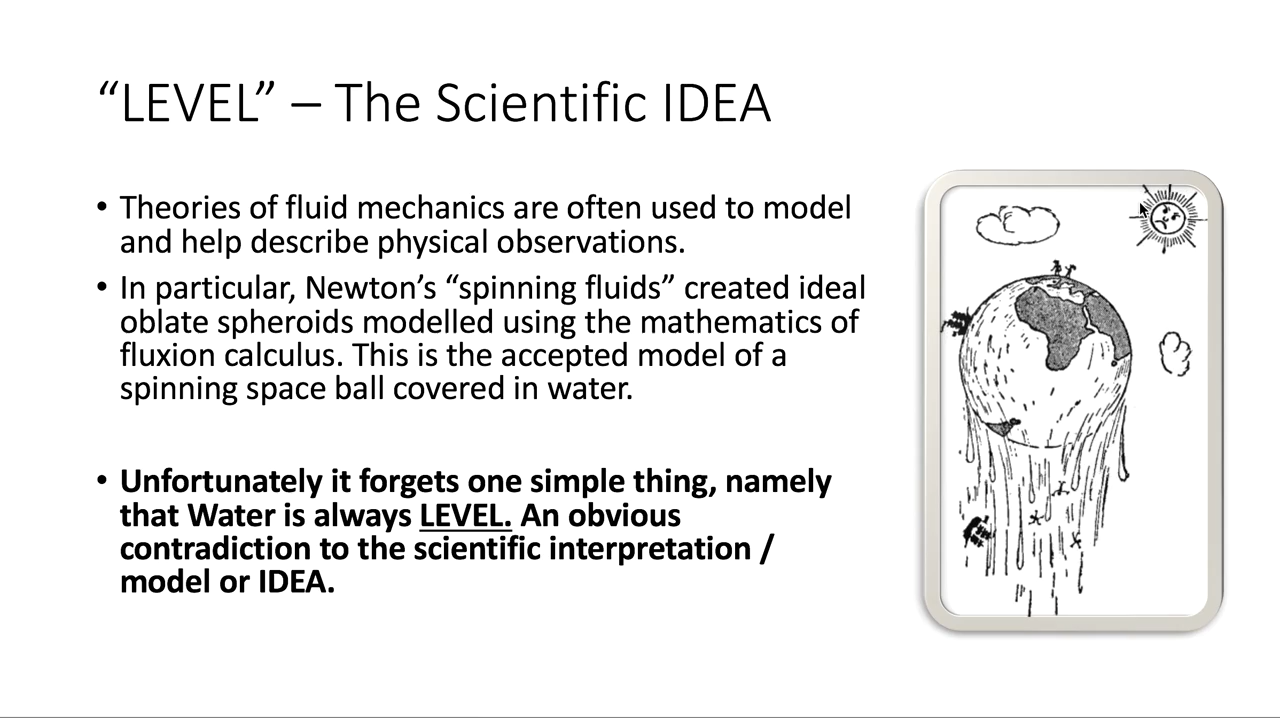 “LEVEL” – The Scientific IDEA
• Theories of fluid mechanics are often used to model
and help describe physical observations.
• In particular, Newton’s “spinning fluids” created ideal
oblate spheroids modelled using the mathematics of
fluxion calculus. This is the accepted model of a
spinning space ball covered in water.
• Unfortunately it forgets one simple thing, namely
that Water is always LEVEL. An obvious
contradiction to the scientific interpretation /
model or IDEA.